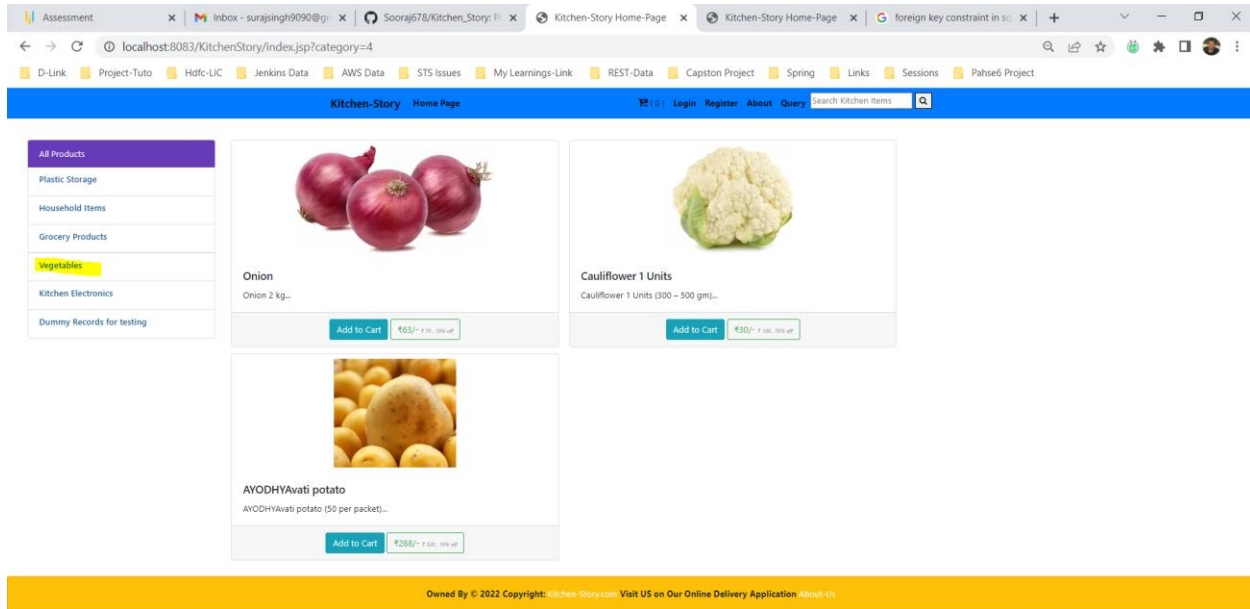 Assessment
Inbox - surajsingh9090@gm
Sooraj678/Kitchen_Story: Pl
Kitchen-Story Home-Page
Kitchen-Story Home-Page
foreign key constraint in sq
localhost:8083/KitchenStory/index.jsp?category=4
D-Link Project-Tuto Hdfc-LIC Jenkins Data AWS Data STS Issues My Learnings-Link REST-Data Capston Project Spring Links Sessions Pahse6 Project
Kitchen-Story Home Page (0) Login Register About Query Search Kitchen Items
All Products
Plastic Storage
Household Items
Grocery Products
Vegetables
Kitchen Electronics
Dummy Records for testing
Onion
Onion 2 kg...
Add to Cart ₹63/-
Cauliflower 1 Units
Cauliflower 1 Units (300 – 500 gm)...
Add to Cart ₹30/-
AYODHYAvati potato
AYODHYAvati potato (50 per packet)...
Add to Cart ₹288/-
Owned By © 2022 Copyright: Kitchen-Story.com Visit US on Our Online Delivery Application About-Us